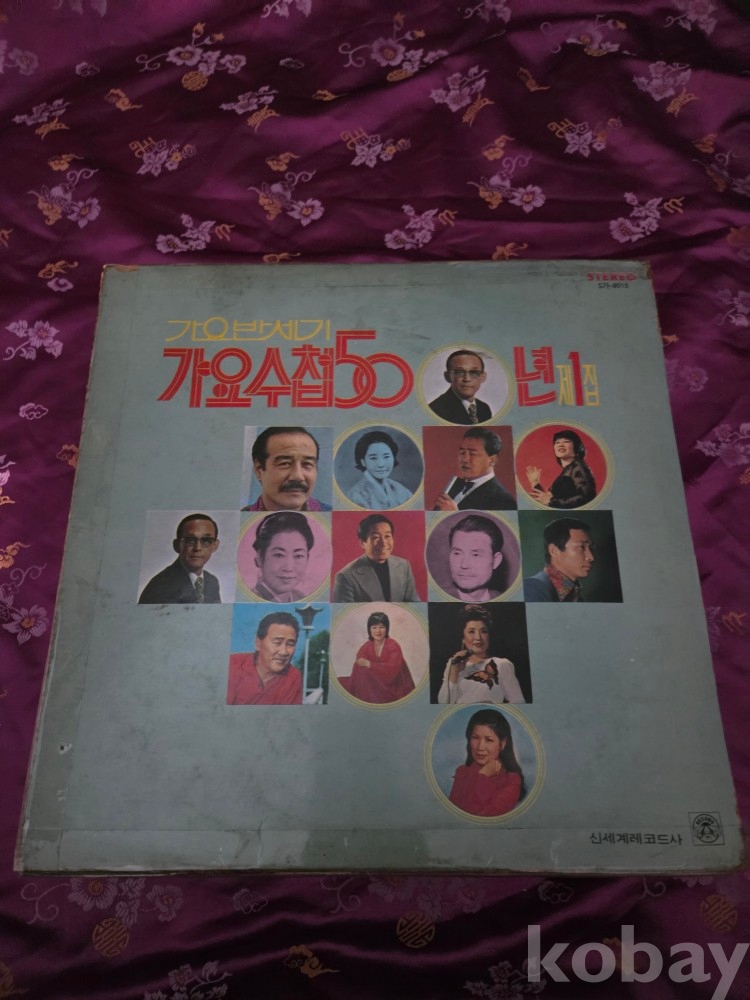 STEREO
가요반세기
가요수첩50년 제1집
신세계레코드사
kobay